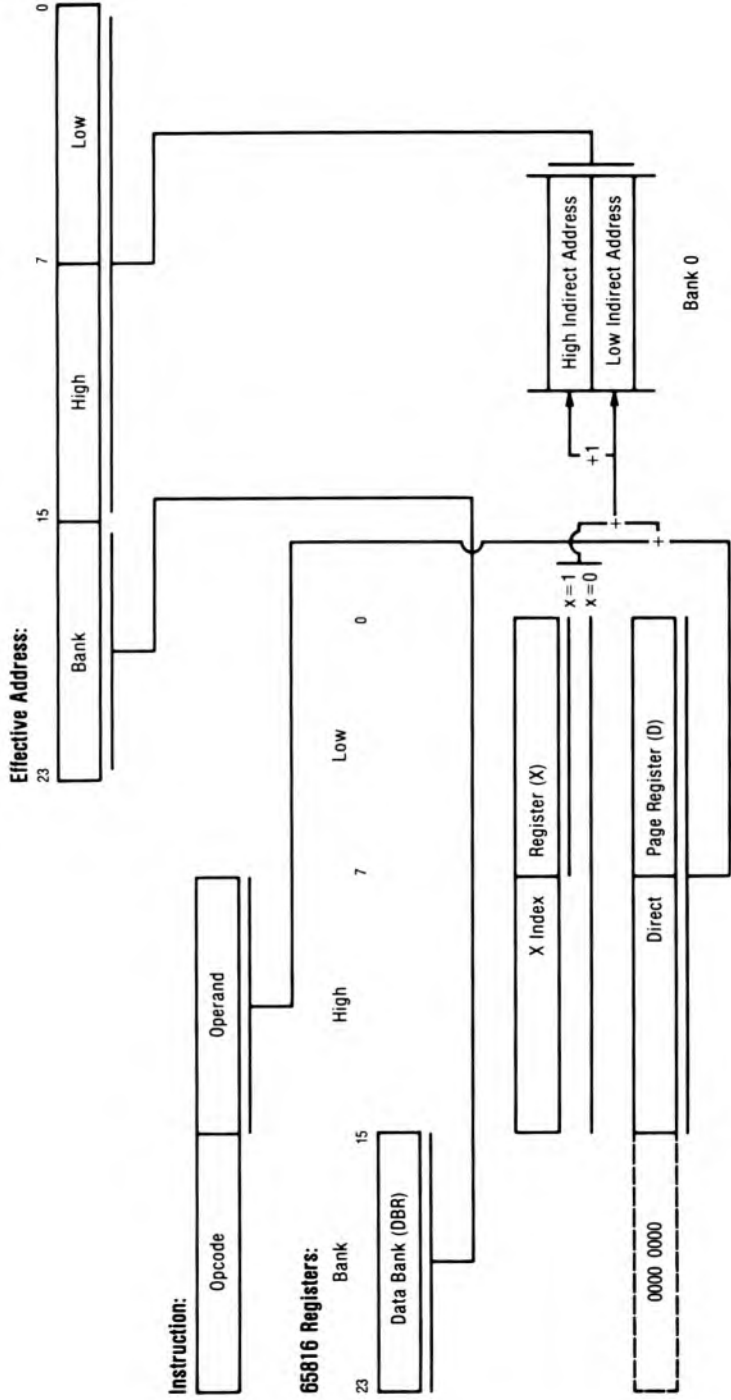 Effective Address:
23 15 7 0
Bank High Low
Instruction:
Opcode Operand
65816 Registers:
Bank High Low
23 15 7 0
Data Bank (DBR)
X Index Register (X)
x = 1
x = 0
0000 0000 Direct Page Register (D)
+
+
+1
High Indirect Address
Low Indirect Address
Bank 0